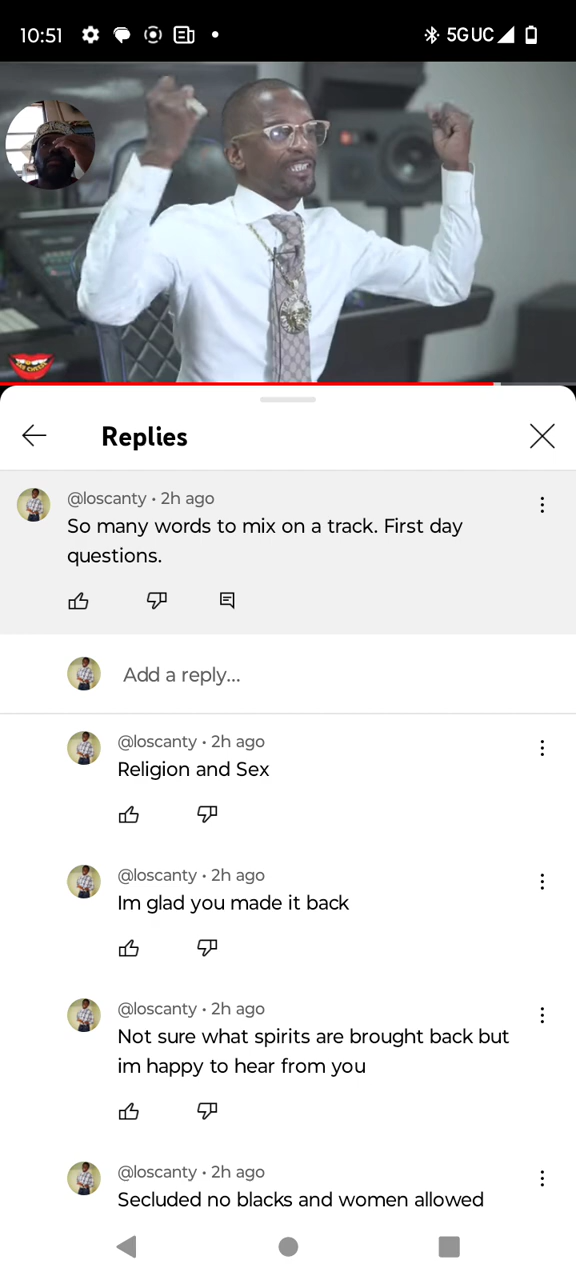 10:51
5G UC
Replies
@loscanty • 2h ago
So many words to mix on a track. First day
questions.
Add a reply...
@loscanty • 2h ago
Religion and Sex
@loscanty • 2h ago
Im glad you made it back
@loscanty • 2h ago
Not sure what spirits are brought back but
im happy to hear from you
@loscanty • 2h ago
Secluded no blacks and women allowed